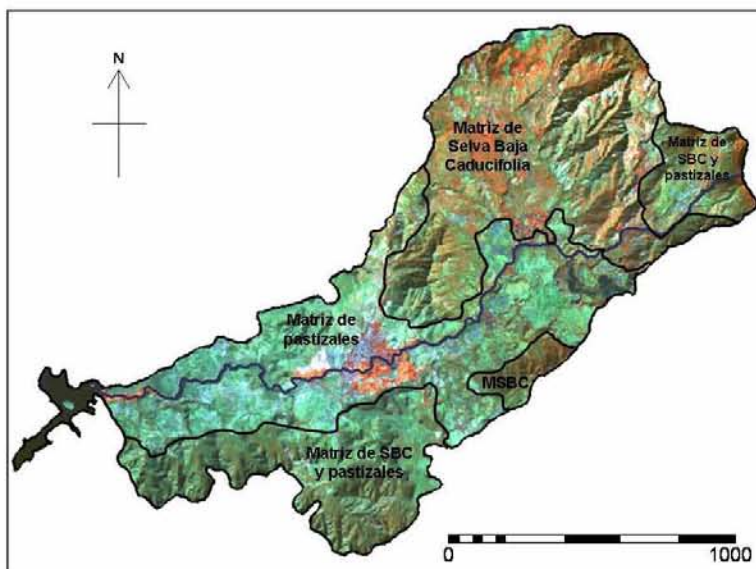 N
Matriz de
Selva Baja
Caducifolia
Matriz de
SBC y
pastizales
Matriz de
pastizales
MSBC
Matriz de SBC
y pastizales
0 1000